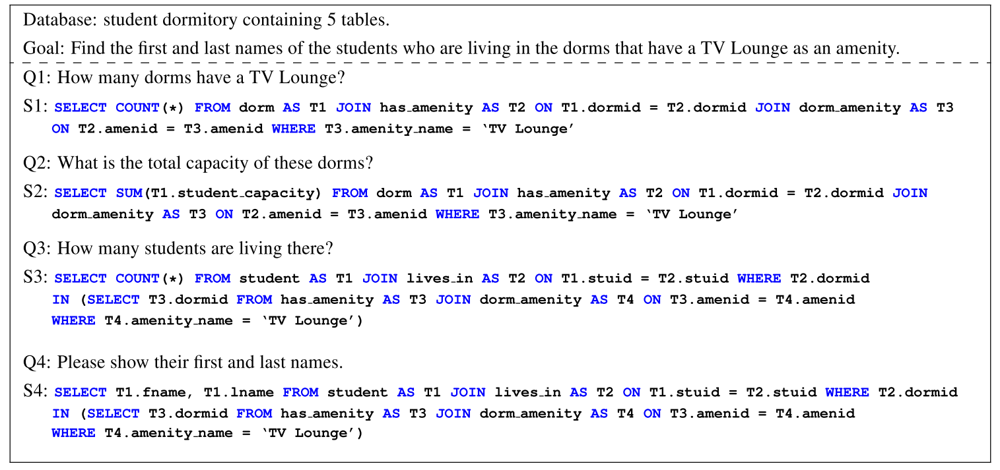 Database: student dormitory containing 5 tables.
Goal: Find the first and last names of the students who are living in the dorms that have a TV Lounge as an amenity.
Q1: How many dorms have a TV Lounge?
S1: SELECT COUNT(*) FROM dorm AS T1 JOIN has_amenity AS T2 ON T1.dormid = T2.dormid JOIN dorm_amenity AS T3
ON T2.amenid = T3.amenid WHERE T3.amenity_name = ‘TV Lounge’
Q2: What is the total capacity of these dorms?
S2: SELECT SUM(T1.student_capacity) FROM dorm AS T1 JOIN has_amenity AS T2 ON T1.dormid = T2.dormid JOIN
dorm_amenity AS T3 ON T2.amenid = T3.amenid WHERE T3.amenity_name = ‘TV Lounge’
Q3: How many students are living there?
S3: SELECT COUNT(*) FROM student AS T1 JOIN lives_in AS T2 ON T1.stuid = T2.stuid WHERE T2.dormid
IN (SELECT T3.dormid FROM has_amenity AS T3 JOIN dorm_amenity AS T4 ON T3.amenid = T4.amenid
WHERE T4.amenity_name = ‘TV Lounge’)
Q4: Please show their first and last names.
S4: SELECT T1.fname, T1.lname FROM student AS T1 JOIN lives_in AS T2 ON T1.stuid = T2.stuid WHERE T2.dormid
IN (SELECT T3.dormid FROM has_amenity AS T3 JOIN dorm_amenity AS T4 ON T3.amenid = T4.amenid
WHERE T4.amenity_name = ‘TV Lounge’)